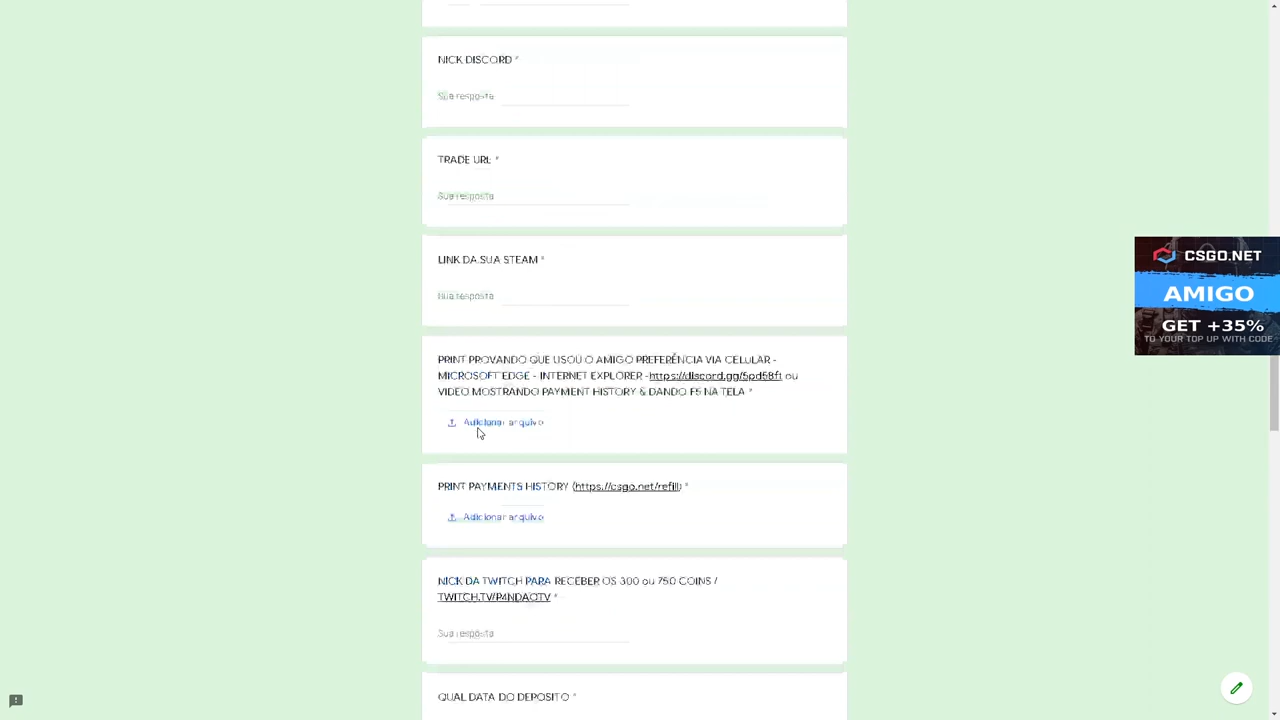 NICK DISCORD *
Sua resposta
TRADE URL *
Sua resposta
LINK DA SUA STEAM *
Sua resposta
PRINT PROVANDO QUE USOU O AMIGO PREFERÊNCIA VIA CELULAR -
MICROSOFT EDGE - INTERNET EXPLORER -https://discord.gg/5pd58f1 ou
VIDEO MOSTRANDO PAYMENT HISTORY & DANDO F5 NA TELA *
Adicionar arquivo
PRINT PAYMENTS HISTORY (https://csgo.net/refill) *
Adicionar arquivo
NICK DA TWITCH PARA RECEBER OS 300 ou 750 COINS /
TWITCH.TV/P4NDAOTV *
Sua resposta
QUAL DATA DO DEPOSITO *
CSGO.NET
AMIGO
GET +35%
TO YOUR TOP UP WITH CODE